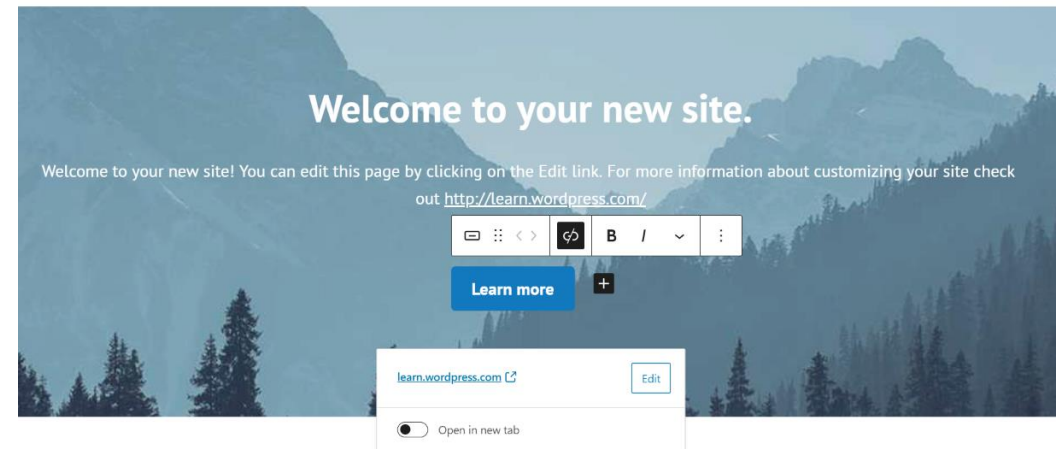 Welcome to your new site.
Welcome to your new site! You can edit this page by clicking on the Edit link. For more information about customizing your site check
out http://learn.wordpress.com/
B I
Learn more
learn.wordpress.com
Edit
Open in new tab